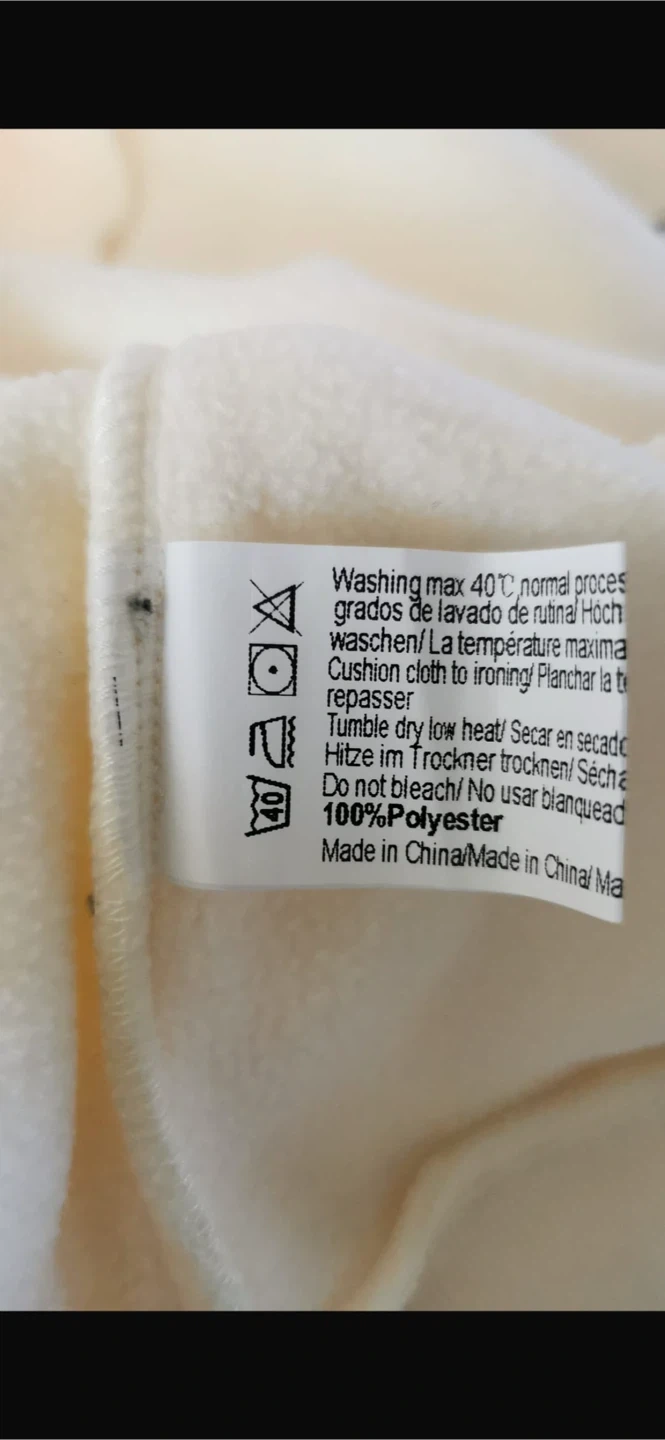 Washing max 40℃, normal proces
grados de lavado de rutina/ Höch
waschen/ La température maxima
Cushion cloth to ironing/ Planchar la t
repasser
Tumble dry low heat/ Secar en secado
Hitze im Trockner trocknen/ Sécha
Do not bleach/ No usar blanquead
100%Polyester
Made in China/Made in China/ Ma
40